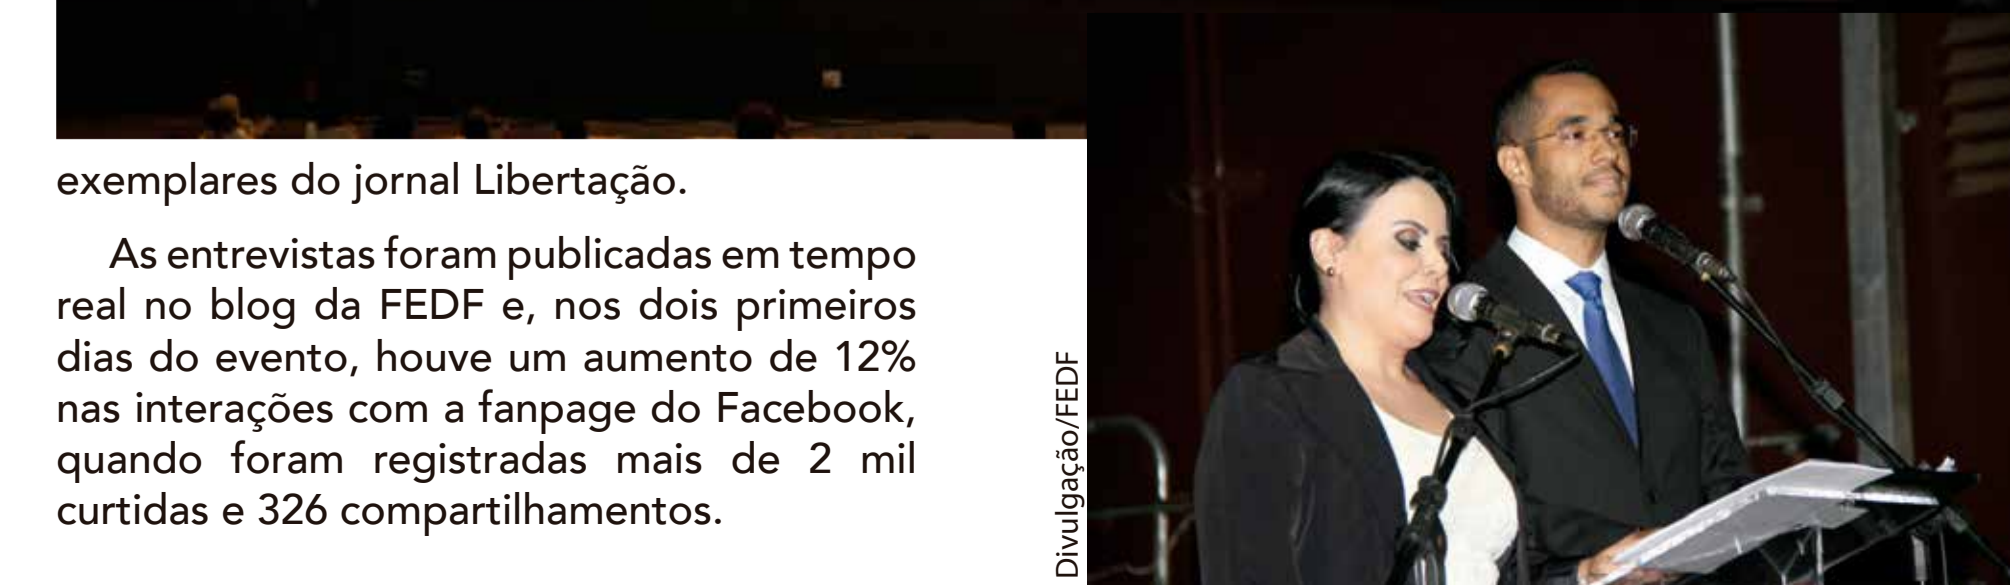 exemplares do jornal Libertação.
As entrevistas foram publicadas em tempo
real no blog da FEDF e, nos dois primeiros
dias do evento, houve um aumento de 12%
nas interações com a fanpage do Facebook,
quando foram registradas mais de 2 mil
curtidas e 326 compartilhamentos.
Divulgação/FEDF